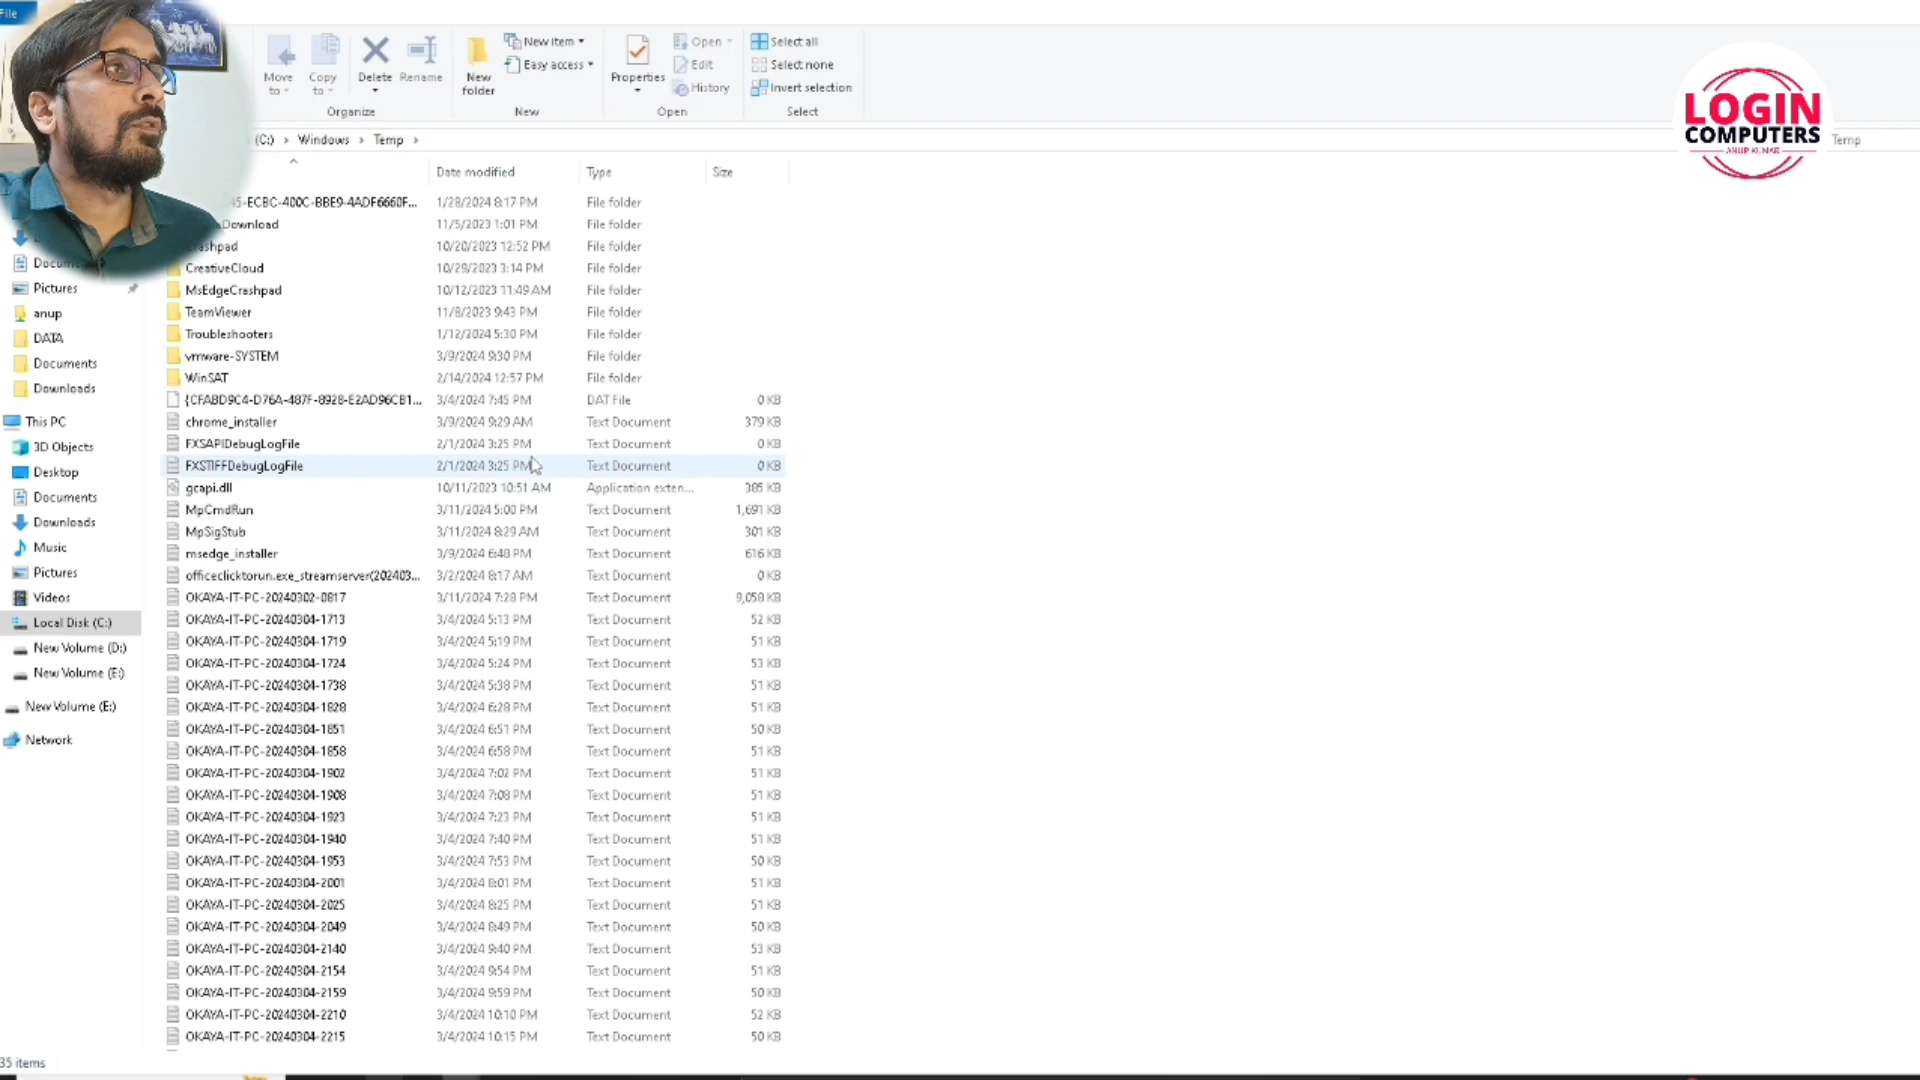 File
Move to
Copy to
Delete
Rename
Organize
New folder
New item
Easy access
New
Properties
Open
Edit
History
Open
Select all
Select none
Invert selection
Select
LOGIN
COMPUTERS
ANUP KUMAR
(C:) > Windows > Temp >
Temp
Date modified Type Size
45-ECBC-400C-BBE9-4ADF6660F... 1/28/2024 8:17 PM File folder
Download 11/5/2023 1:01 PM File folder
ashpad 10/20/2023 12:52 PM File folder
CreativeCloud 10/29/2023 3:14 PM File folder
MsEdgeCrashpad 10/12/2023 11:49 AM File folder
TeamViewer 11/8/2023 9:43 PM File folder
Troubleshooters 1/12/2024 5:30 PM File folder
vmware-SYSTEM 3/9/2024 9:30 PM File folder
WinSAT 2/14/2024 12:57 PM File folder
{CFABD9C4-D76A-487F-8928-E2AD96CB1... 3/4/2024 7:45 PM DAT File 0 KB
chrome_installer 3/9/2024 9:29 AM Text Document 379 KB
FXSAPIDebugLogFile 2/1/2024 3:25 PM Text Document 0 KB
FXSTIFFDebugLogFile 2/1/2024 3:25 PM Text Document 0 KB
gcapi.dll 10/11/2023 10:51 AM Application exten... 385 KB
MpCmdRun 3/11/2024 5:00 PM Text Document 1,691 KB
MpSigStub 3/11/2024 8:29 AM Text Document 301 KB
msedge_installer 3/9/2024 6:48 PM Text Document 616 KB
officeclicktorun.exe_streamserver(202403... 3/2/2024 8:17 AM Text Document 0 KB
OKAYA-IT-PC-20240302-0817 3/11/2024 7:28 PM Text Document 9,058 KB
OKAYA-IT-PC-20240304-1713 3/4/2024 5:13 PM Text Document 52 KB
OKAYA-IT-PC-20240304-1719 3/4/2024 5:19 PM Text Document 51 KB
OKAYA-IT-PC-20240304-1724 3/4/2024 5:24 PM Text Document 53 KB
OKAYA-IT-PC-20240304-1738 3/4/2024 5:38 PM Text Document 51 KB
OKAYA-IT-PC-20240304-1828 3/4/2024 6:28 PM Text Document 51 KB
OKAYA-IT-PC-20240304-1851 3/4/2024 6:51 PM Text Document 50 KB
OKAYA-IT-PC-20240304-1858 3/4/2024 6:58 PM Text Document 51 KB
OKAYA-IT-PC-20240304-1902 3/4/2024 7:02 PM Text Document 51 KB
OKAYA-IT-PC-20240304-1908 3/4/2024 7:08 PM Text Document 51 KB
OKAYA-IT-PC-20240304-1923 3/4/2024 7:23 PM Text Document 51 KB
OKAYA-IT-PC-20240304-1940 3/4/2024 7:40 PM Text Document 51 KB
OKAYA-IT-PC-20240304-1953 3/4/2024 7:53 PM Text Document 50 KB
OKAYA-IT-PC-20240304-2001 3/4/2024 8:01 PM Text Document 51 KB
OKAYA-IT-PC-20240304-2025 3/4/2024 8:25 PM Text Document 51 KB
OKAYA-IT-PC-20240304-2049 3/4/2024 8:49 PM Text Document 50 KB
OKAYA-IT-PC-20240304-2140 3/4/2024 9:40 PM Text Document 53 KB
OKAYA-IT-PC-20240304-2154 3/4/2024 9:54 PM Text Document 51 KB
OKAYA-IT-PC-20240304-2159 3/4/2024 9:59 PM Text Document 50 KB
OKAYA-IT-PC-20240304-2210 3/4/2024 10:10 PM Text Document 52 KB
OKAYA-IT-PC-20240304-2215 3/4/2024 10:15 PM Text Document 50 KB
Docume
Pictures
anup
DATA
Documents
Downloads
This PC
3D Objects
Desktop
Documents
Downloads
Music
Pictures
Videos
Local Disk (C:)
New Volume (D:)
New Volume (E:)
New Volume (E:)
Network
35 items